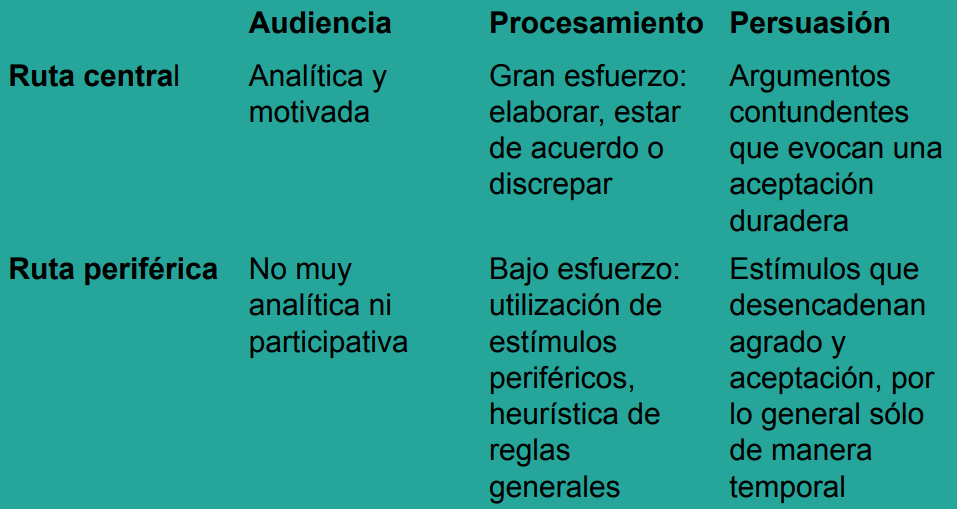 Audiencia Procesamiento Persuasión
Ruta central Analítica y Gran esfuerzo: Argumentos
motivada elaborar, estar contundentes
de acuerdo o que evocan una
discrepar aceptación
duradera
Ruta periférica No muy Bajo esfuerzo: Estímulos que
analítica ni utilización de desencadenan
participativa estímulos agrado y
periféricos, aceptación, por
heurística de lo general sólo
reglas de manera
generales temporal